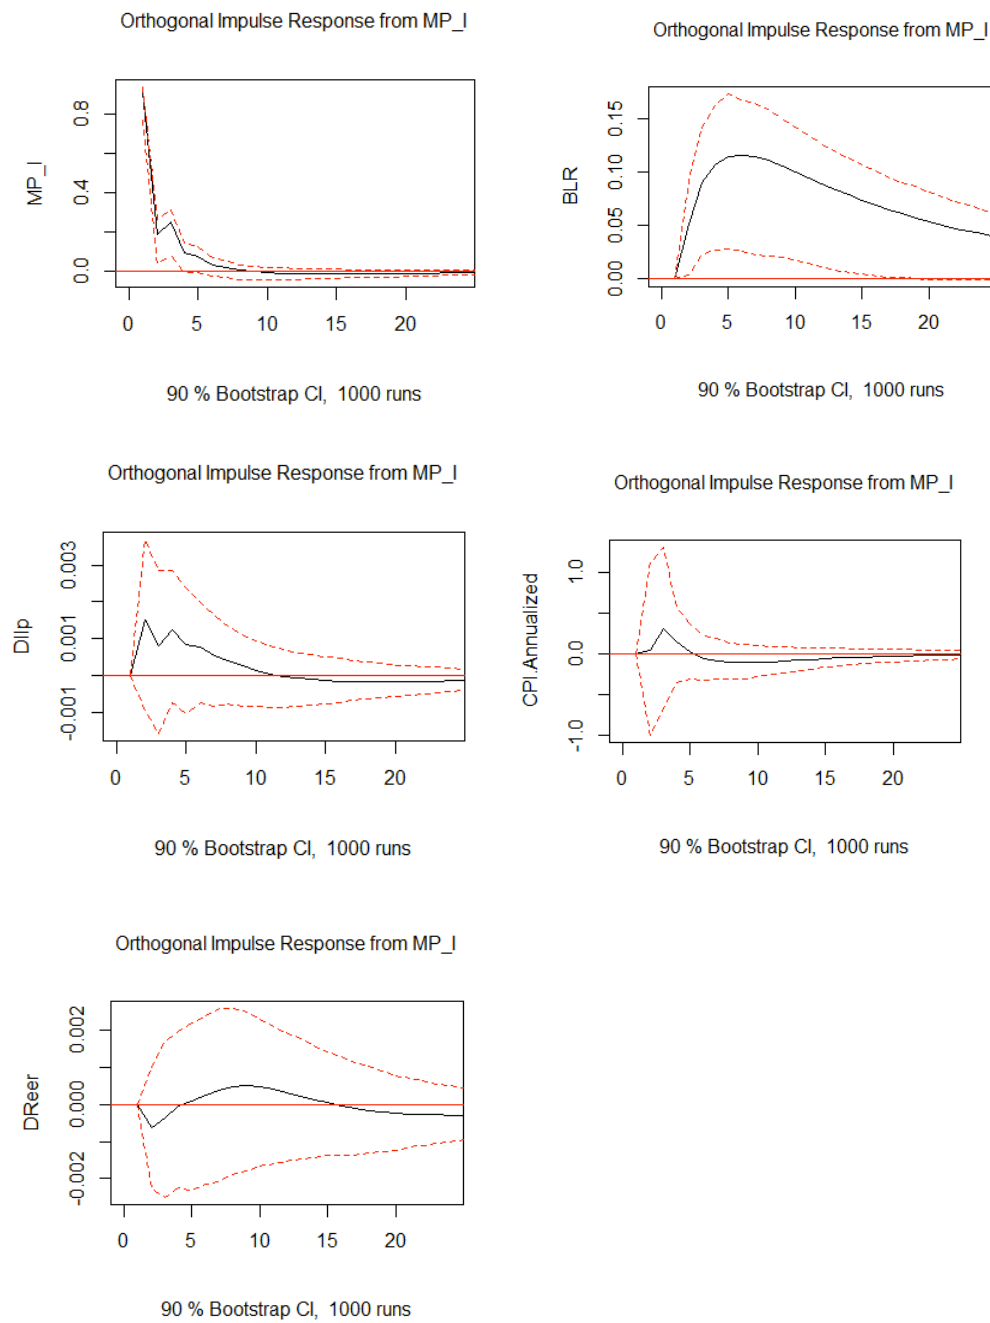 Orthogonal Impulse Response from MP_I
Orthogonal Impulse Response from MP_I
MP_I
0.0 0.4 0.8
0 5 10 15 20
90 % Bootstrap CI, 1000 runs
BLR
0.00 0.05 0.10 0.15
0 5 10 15 20
90 % Bootstrap CI, 1000 runs
Orthogonal Impulse Response from MP_I
Orthogonal Impulse Response from MP_I
DIIp
-0.001 0.001 0.003
0 5 10 15 20
90 % Bootstrap CI, 1000 runs
CPI.Annualized
-1.0 0.0 1.0
0 5 10 15 20
90 % Bootstrap CI, 1000 runs
Orthogonal Impulse Response from MP_I
DReer
-0.002 0.000 0.002
0 5 10 15 20
90 % Bootstrap CI, 1000 runs